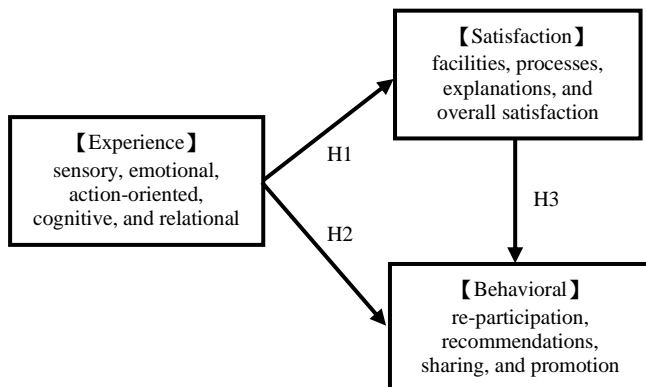 【Satisfaction】
facilities, processes,
explanations, and
overall satisfaction
【Experience】
sensory, emotional,
action-oriented,
cognitive, and relational
H1
H2
H3
【Behavioral】
re-participation,
recommendations,
sharing, and promotion